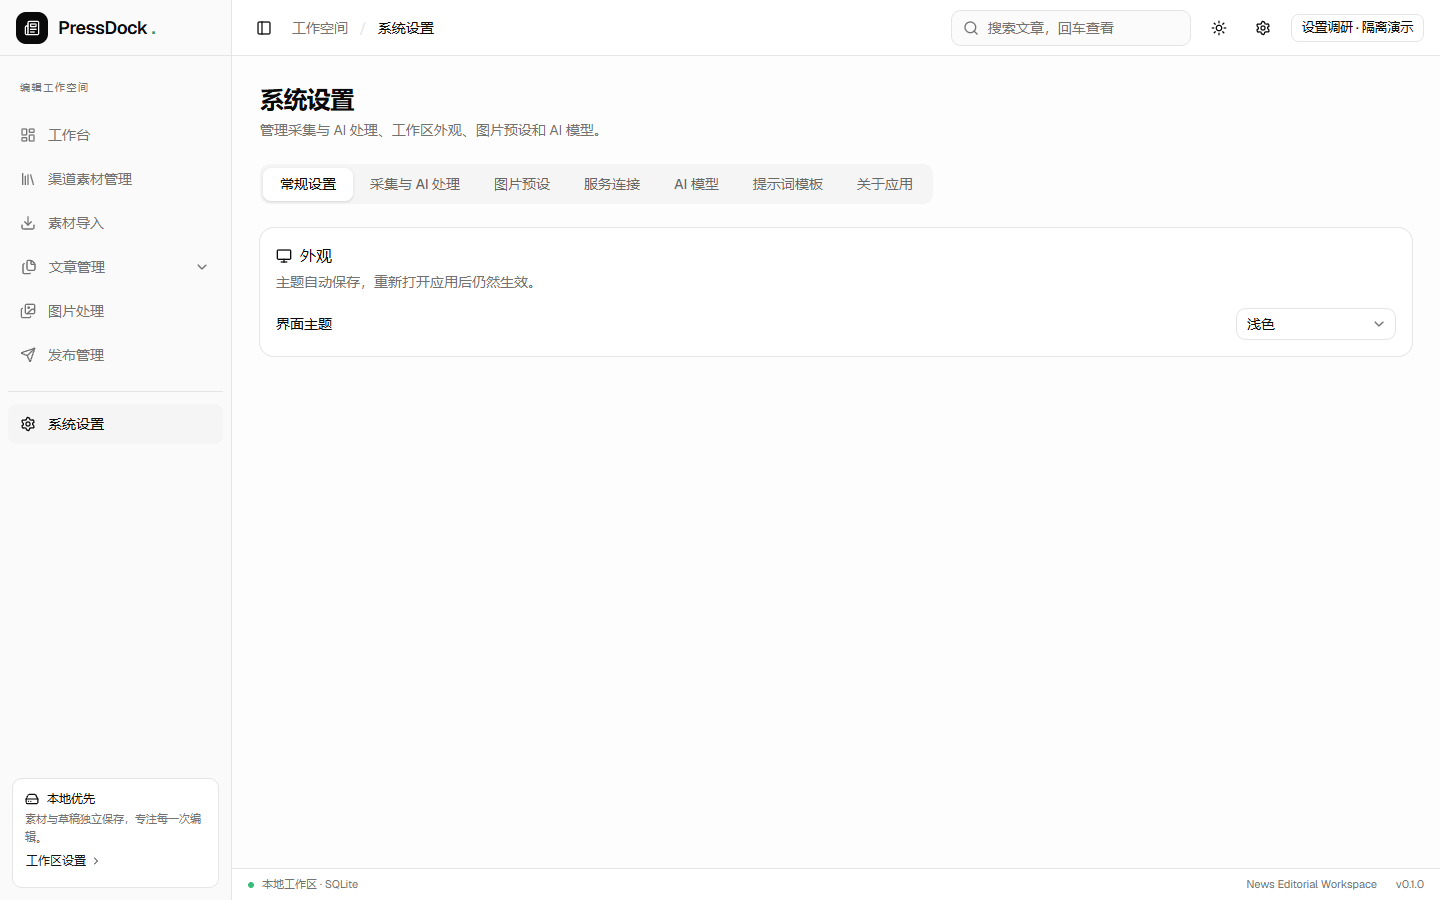 PressDock.
工作空间 / 系统设置
搜索文章，回车查看
设置调研 · 隔离演示
编辑工作空间
工作台
渠道素材管理
素材导入
文章管理
图片处理
发布管理
系统设置
本地优先
素材与草稿独立保存，专注每一次编
辑。
工作区设置
系统设置
管理采集与 AI 处理、工作区外观、图片预设和 AI 模型。
常规设置 采集与 AI 处理 图片预设 服务连接 AI 模型 提示词模板 关于应用
外观
主题自动保存，重新打开应用后仍然生效。
界面主题 浅色
本地工作区 · SQLite
News Editorial Workspace v0.1.0